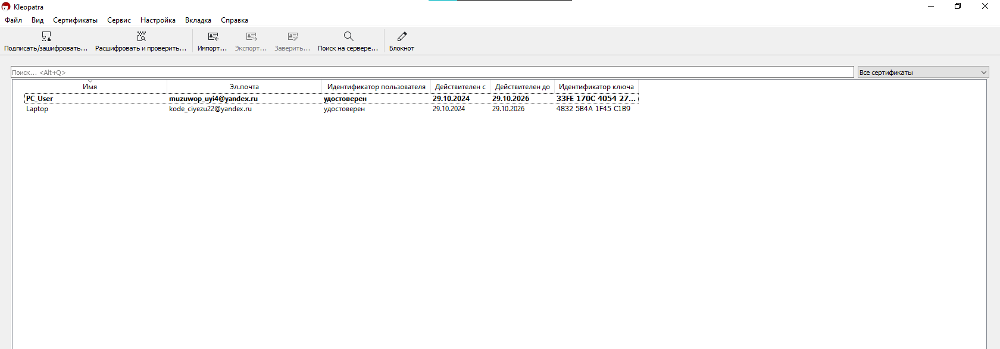 Kleopatra
Файл Вид Сертификаты Сервис Настройка Вкладка Справка
Подписать/зашифровать... Расшифровать и проверить... Импорт... Экспорт... Заверить... Поиск на сервере... Блокнот
Поиск... <Alt+Q> Все сертификаты
Имя Эл.почта Идентификатор пользователя Действителен с Действителен до Идентификатор ключа
PC_User muzuwop_uyi4@yandex.ru удостоверен 29.10.2024 29.10.2026 33FE 170C 4054 27...
Laptop kode_ciyezu22@yandex.ru удостоверен 29.10.2024 29.10.2026 4832 5B4A 1F45 C1B9